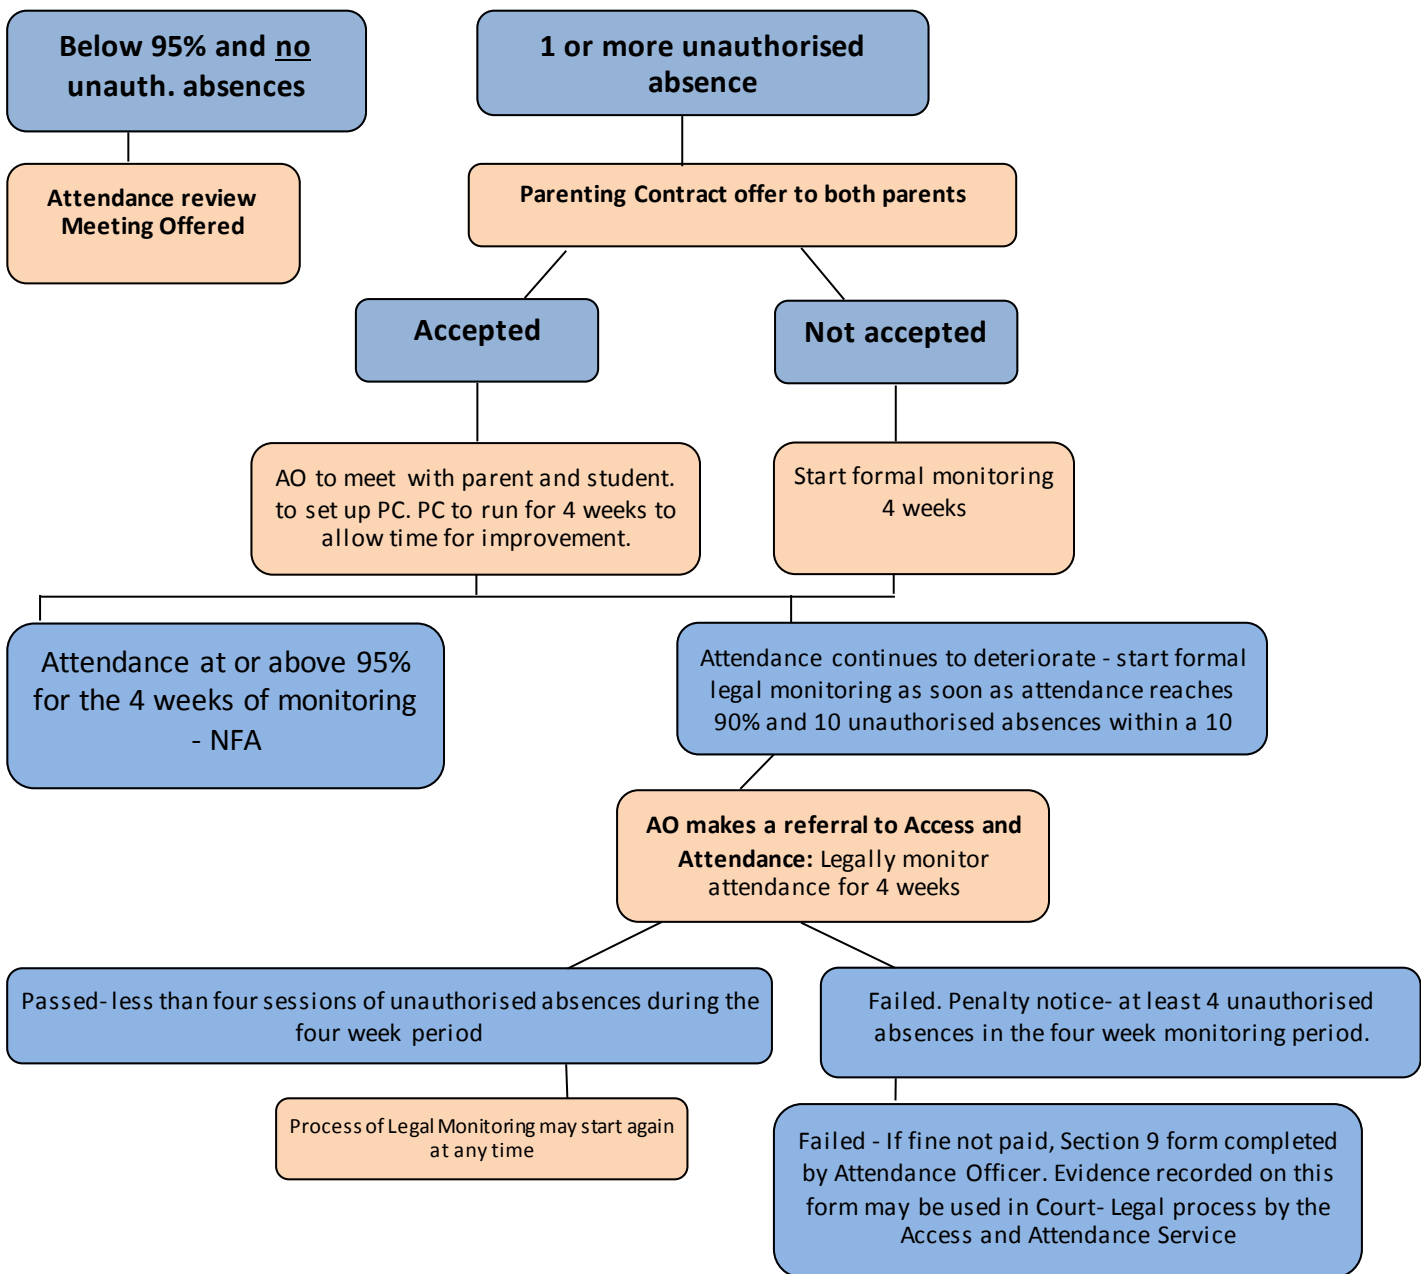 Below 95% and no
unauth. absences
1 or more unauthorised
absence
Attendance review
Meeting Offered
Parenting Contract offer to both parents
Accepted
Not accepted
AO to meet with parent and student.
to set up PC. PC to run for 4 weeks to
allow time for improvement.
Start formal monitoring
4 weeks
Attendance at or above 95%
for the 4 weeks of monitoring
- NFA
Attendance continues to deteriorate - start formal
legal monitoring as soon as attendance reaches
90% and 10 unauthorised absences within a 10
AO makes a referral to Access and
Attendance: Legally monitor
attendance for 4 weeks
Passed- less than four sessions of unauthorised absences during the
four week period
Failed. Penalty notice- at least 4 unauthorised
absences in the four week monitoring period.
Process of Legal Monitoring may start again
at any time
Failed - If fine not paid, Section 9 form completed
by Attendance Officer. Evidence recorded on this
form may be used in Court- Legal process by the
Access and Attendance Service